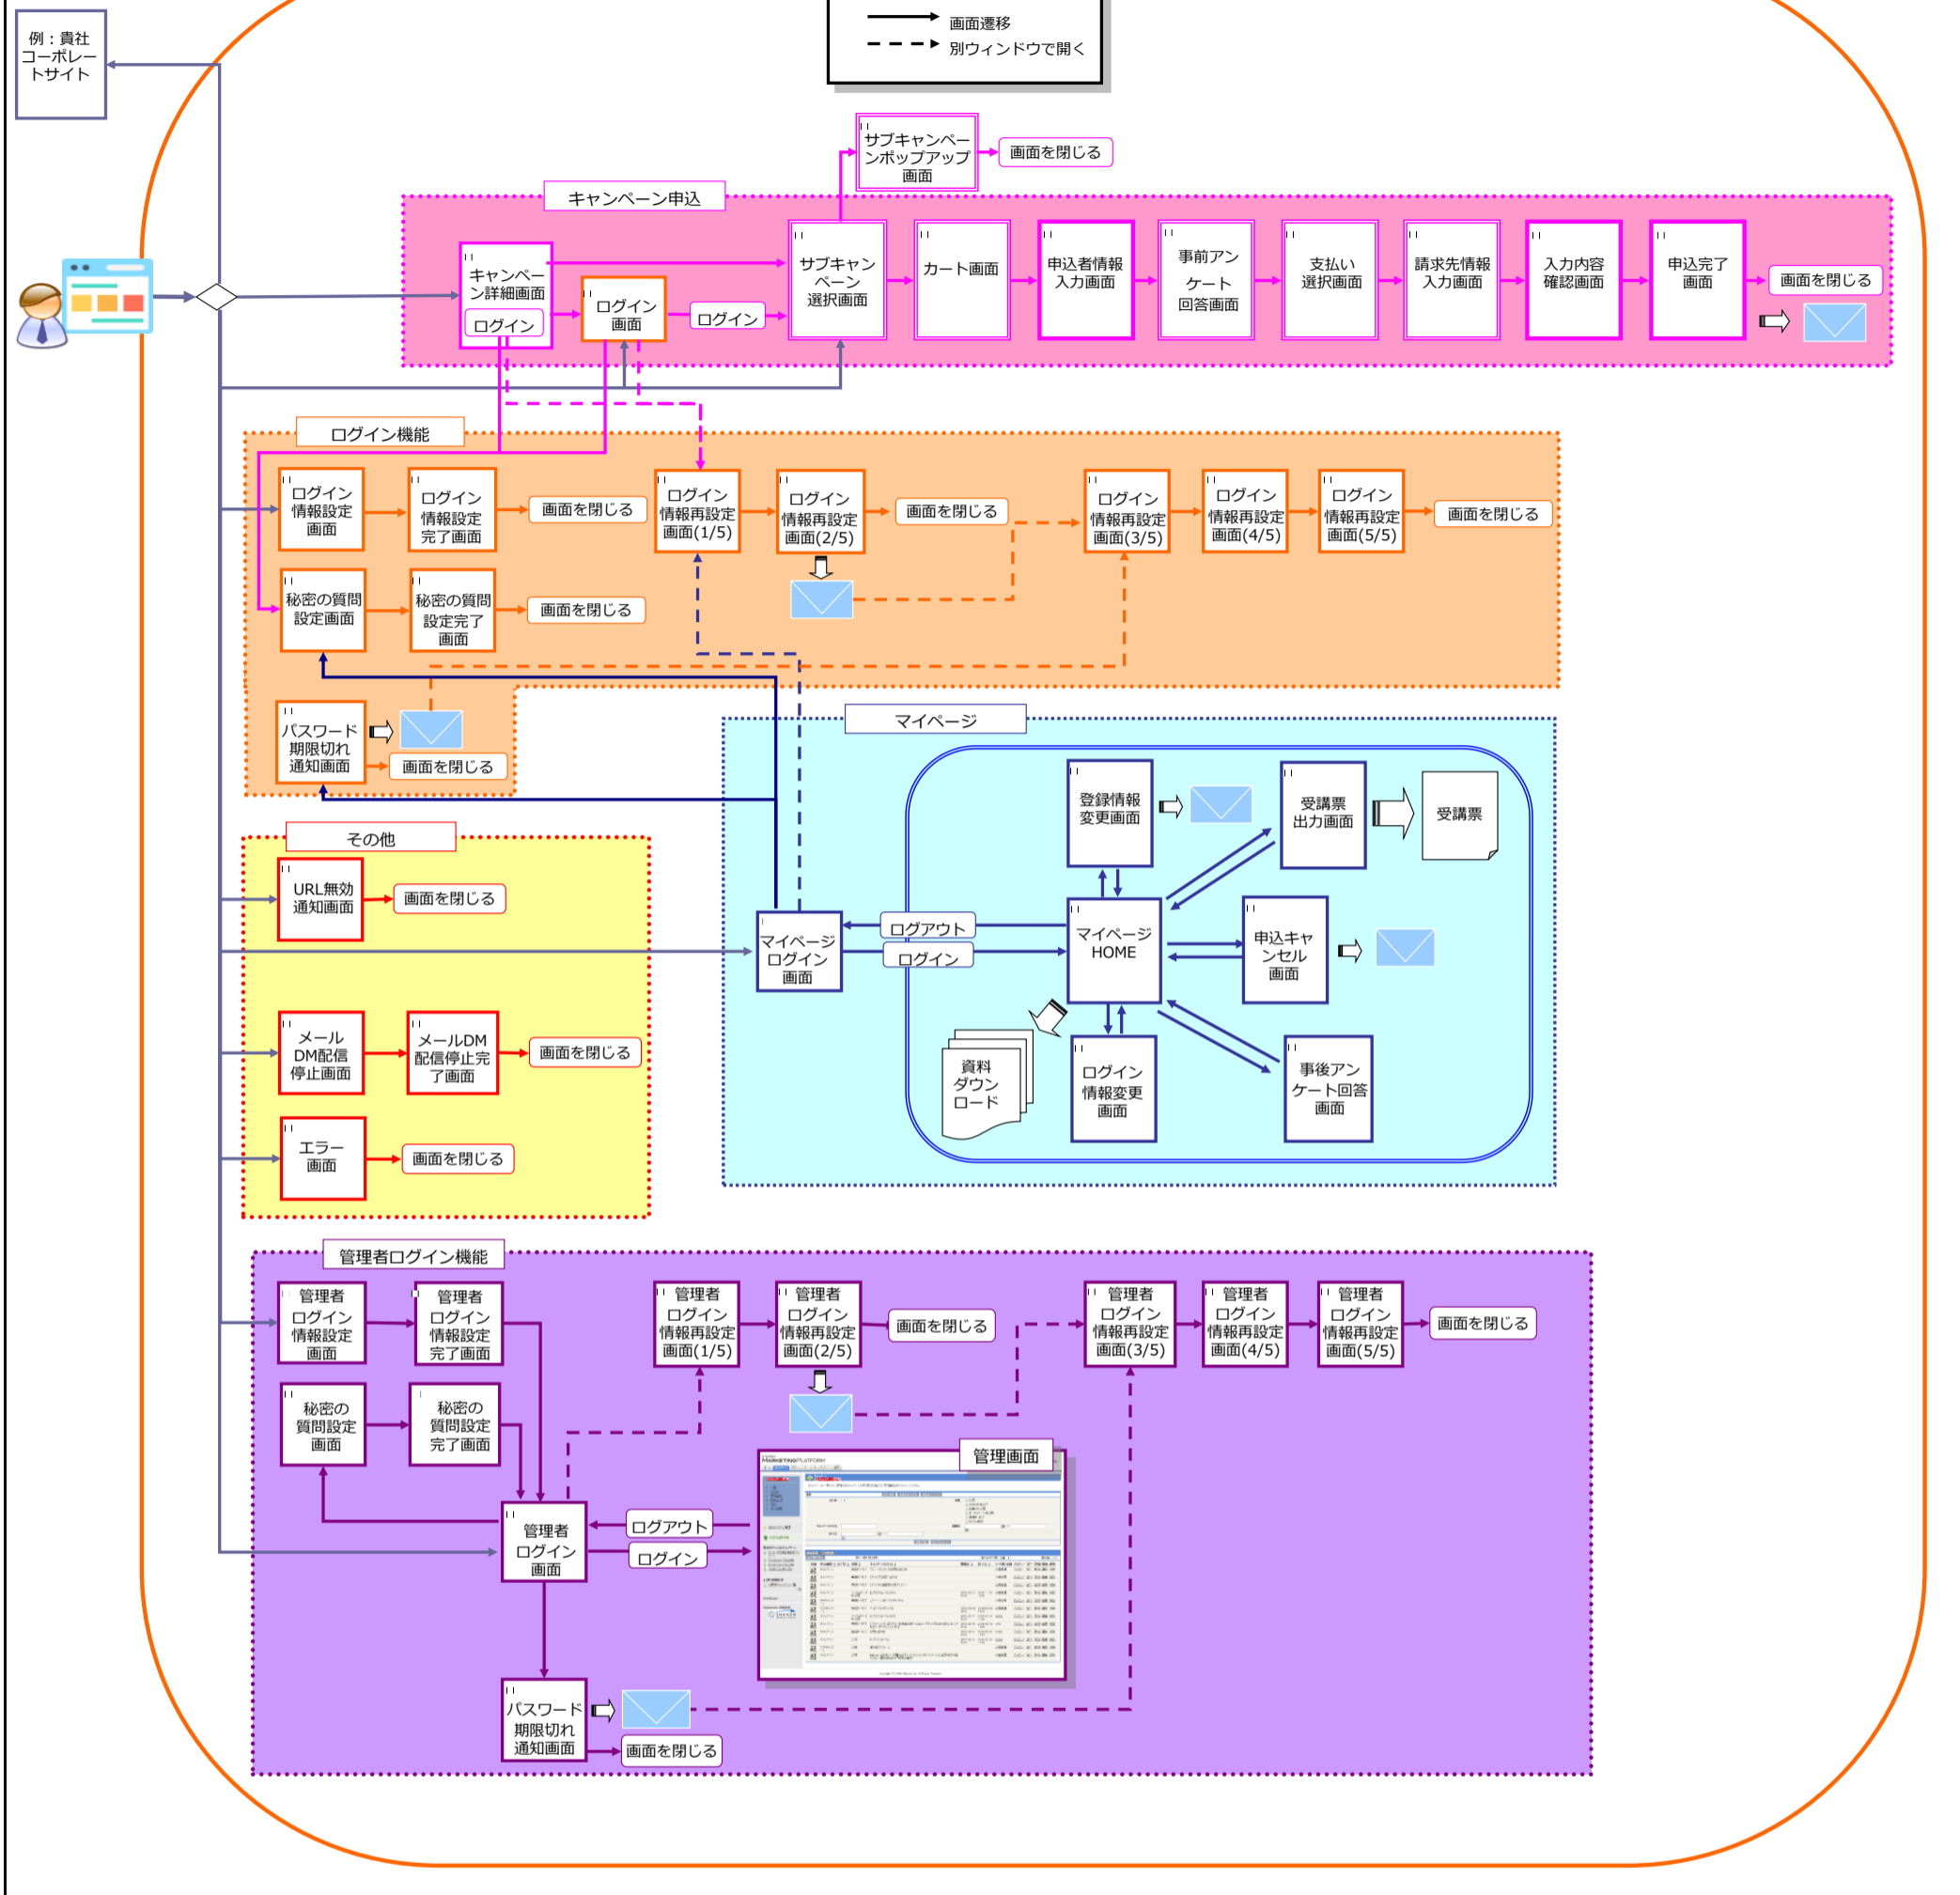 例：貴社
コーポレー
トサイト
画面遷移
別ウィンドウで開く
サブキャンペー
ンポップアップ
画面
画面を閉じる
キャンペーン申込
キャンペー
ン詳細画面
ログイン
ログイン
画面
ログイン
サブキャン
ペーン
選択画面
カート画面
申込者情報
入力画面
事前アン
ケート
回答画面
支払い
選択画面
請求先情報
入力画面
入力内容
確認画面
申込完了
画面
画面を閉じる
ログイン機能
ログイン
情報設定
画面
ログイン
情報設定
完了画面
画面を閉じる
ログイン
情報再設定
画面(1/5)
ログイン
情報再設定
画面(2/5)
画面を閉じる
ログイン
情報再設定
画面(3/5)
ログイン
情報再設定
画面(4/5)
ログイン
情報再設定
画面(5/5)
画面を閉じる
秘密の質問
設定画面
秘密の質問
設定完了
画面
画面を閉じる
パスワード
期限切れ
通知画面
画面を閉じる
マイページ
登録情報
変更画面
受講票
出力画面
受講票
マイページ
ログイン
画面
ログアウト
ログイン
マイページ
HOME
申込キャ
ンセル
画面
資料
ダウン
ロード
ログイン
情報変更
画面
事後アン
ケート回答
画面
その他
URL無効
通知画面
画面を閉じる
メール
DM配信
停止画面
メールDM
配信停止完
了画面
画面を閉じる
エラー
画面
画面を閉じる
管理者ログイン機能
管理者
ログイン
情報設定
画面
管理者
ログイン
情報設定
完了画面
管理者
ログイン
情報再設定
画面(1/5)
管理者
ログイン
情報再設定
画面(2/5)
画面を閉じる
管理者
ログイン
情報再設定
画面(3/5)
管理者
ログイン
情報再設定
画面(4/5)
管理者
ログイン
情報再設定
画面(5/5)
画面を閉じる
秘密の
質問設定
画面
秘密の
質問設定
完了画面
管理画面
MARKETINGPLATFORM
管理者
ログイン
画面
ログアウト
ログイン
パスワード
期限切れ
通知画面
画面を閉じる